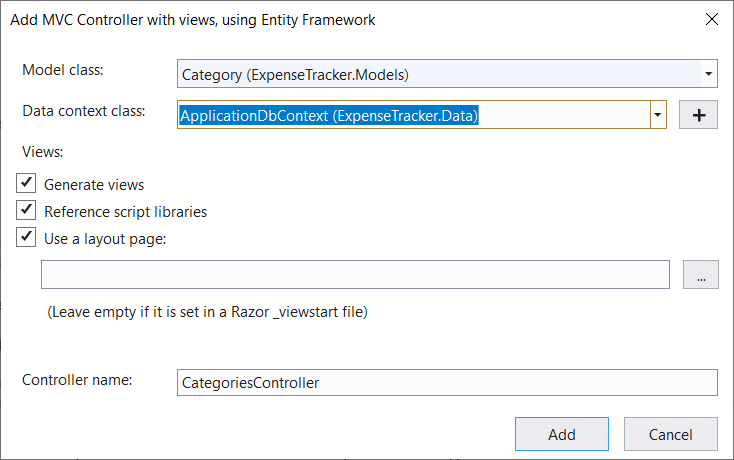 Add MVC Controller with views, using Entity Framework
Model class: Category (ExpenseTracker.Models)
Data context class: ApplicationDbContext (ExpenseTracker.Data) +
Views:
Generate views
Reference script libraries
Use a layout page:
...
(Leave empty if it is set in a Razor _viewstart file)
Controller name: CategoriesController
Add Cancel